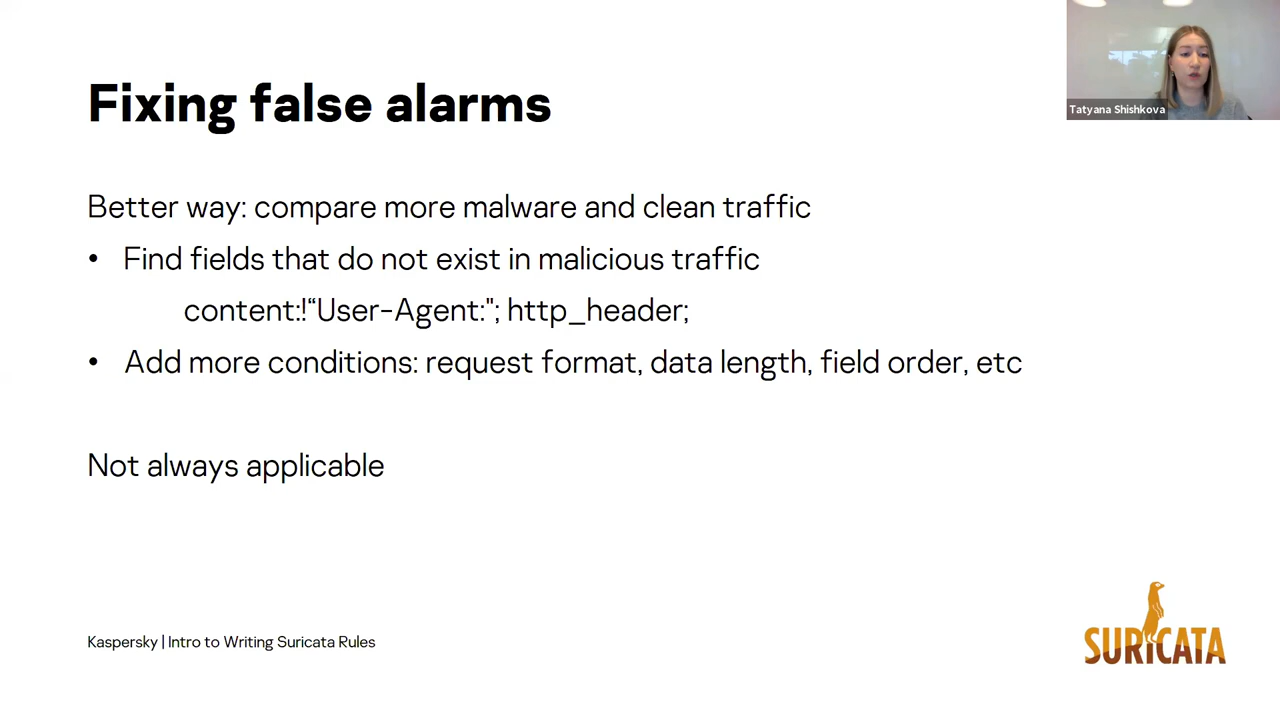 Fixing false alarms
Tatyana Shishkova
Better way: compare more malware and clean traffic
• Find fields that do not exist in malicious traffic
content:!“User-Agent:"; http_header;
• Add more conditions: request format, data length, field order, etc
Not always applicable
Kaspersky | Intro to Writing Suricata Rules
SURICATA